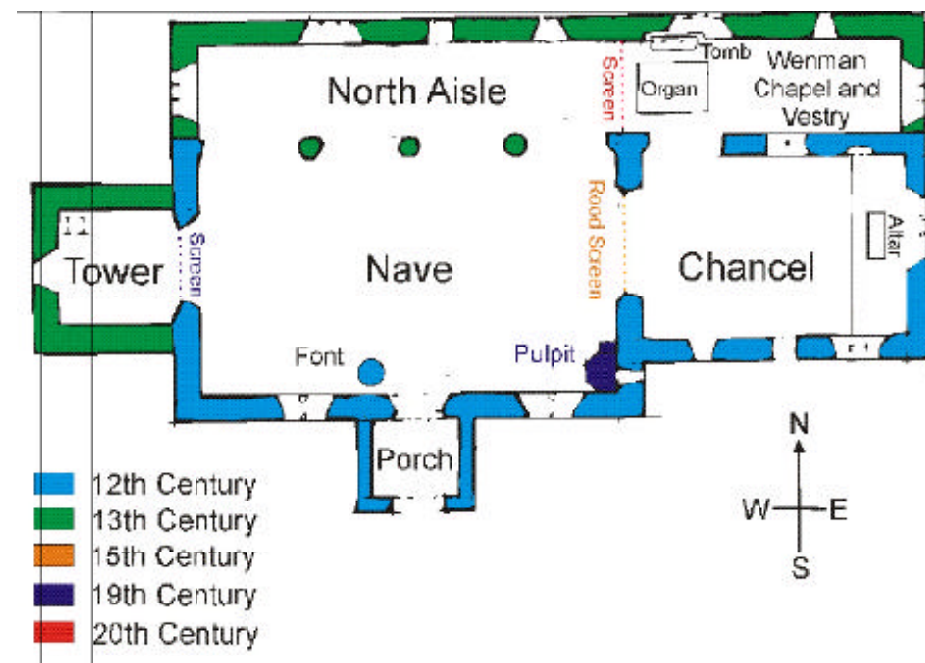 North Aisle
Screen
Tomb
Organ
Wenman
Chapel and
Vestry
Tower
Screen
Nave
Rood Screen
Chancel
Altar
Font
Pulpit
Porch
12th Century
13th Century
15th Century
19th Century
20th Century
N
W
E
S